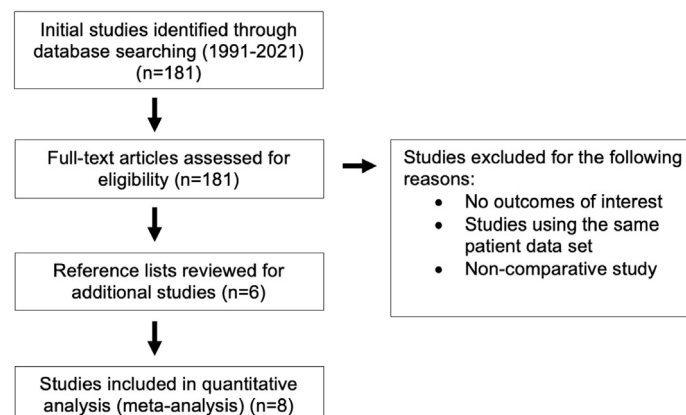 Initial studies identified through
database searching (1991-2021)
(n=181)
Full-text articles assessed for
eligibility (n=181)
Studies excluded for the following
reasons:
• No outcomes of interest
• Studies using the same
patient data set
• Non-comparative study
Reference lists reviewed for
additional studies (n=6)
Studies included in quantitative
analysis (meta-analysis) (n=8)